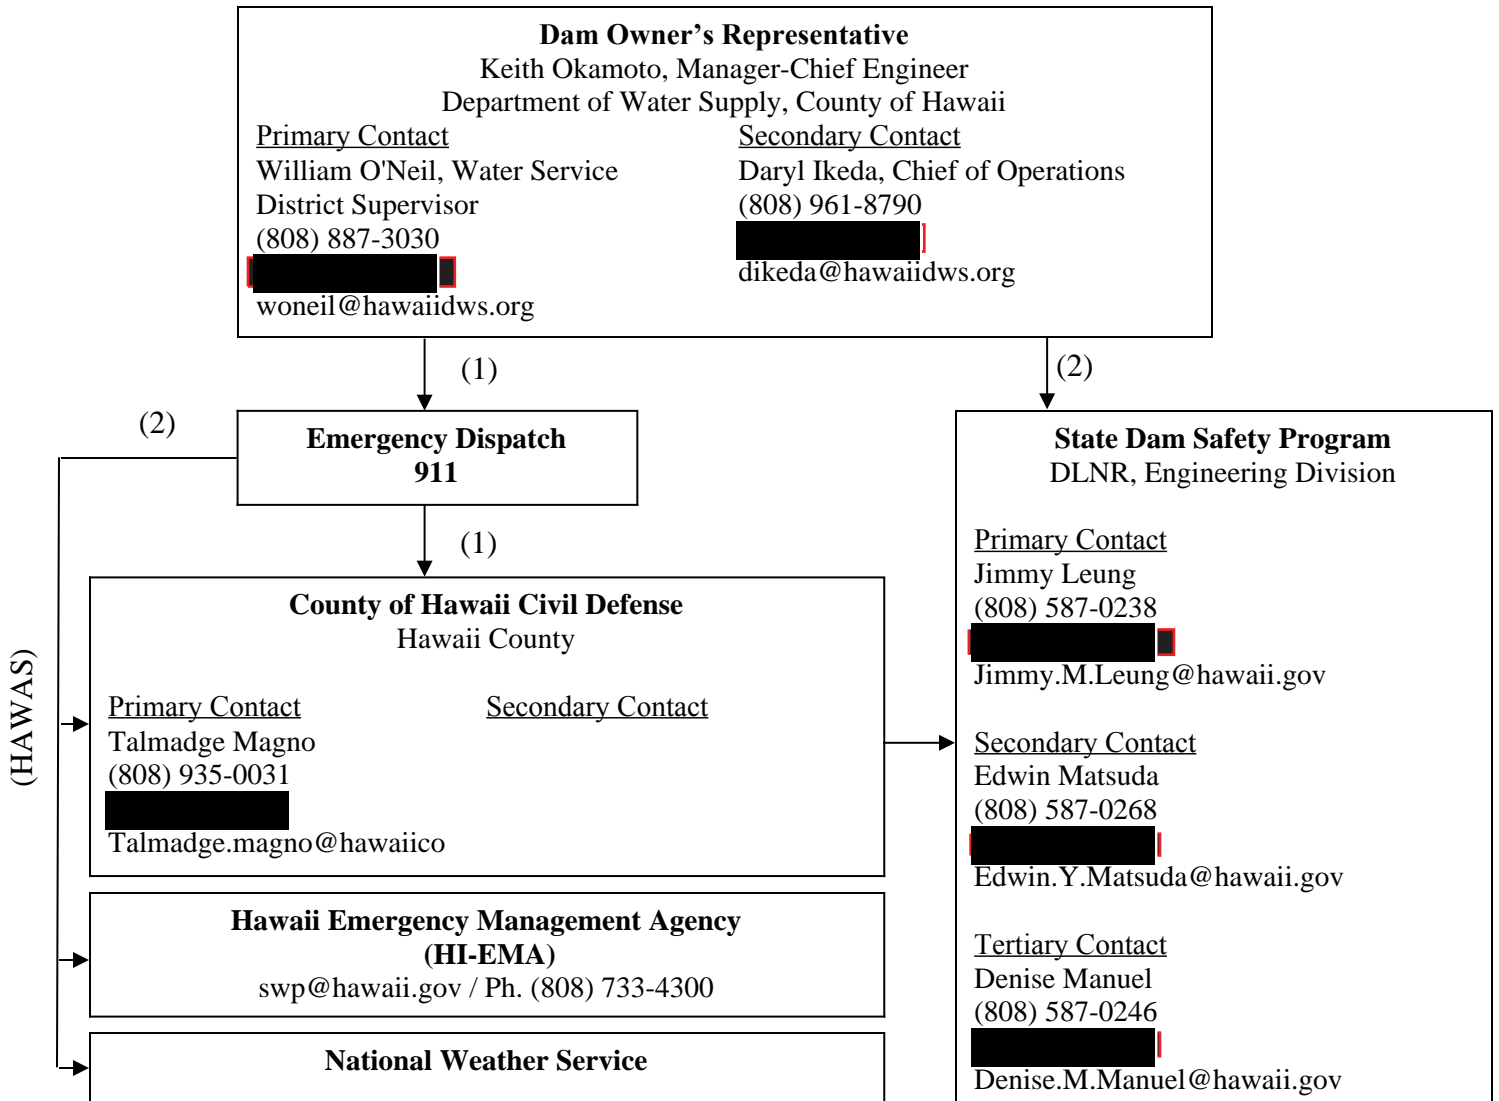 Dam Owner's Representative
Keith Okamoto, Manager-Chief Engineer
Department of Water Supply, County of Hawaii
Primary Contact
William O'Neil, Water Service
District Supervisor
(808) 887-3030
woneil@hawaiidws.org
Secondary Contact
Daryl Ikeda, Chief of Operations
(808) 961-8790
dikeda@hawaiidws.org
(1)
(2)
(2)
Emergency Dispatch
911
(1)
(HAWAS)
County of Hawaii Civil Defense
Hawaii County
Primary Contact
Talmadge Magno
(808) 935-0031
Talmadge.magno@hawaiico
Secondary Contact
Hawaii Emergency Management Agency
(HI-EMA)
swp@hawaii.gov / Ph. (808) 733-4300
National Weather Service
State Dam Safety Program
DLNR, Engineering Division
Primary Contact
Jimmy Leung
(808) 587-0238
Jimmy.M.Leung@hawaii.gov
Secondary Contact
Edwin Matsuda
(808) 587-0268
Edwin.Y.Matsuda@hawaii.gov
Tertiary Contact
Denise Manuel
(808) 587-0246
Denise.M.Manuel@hawaii.gov